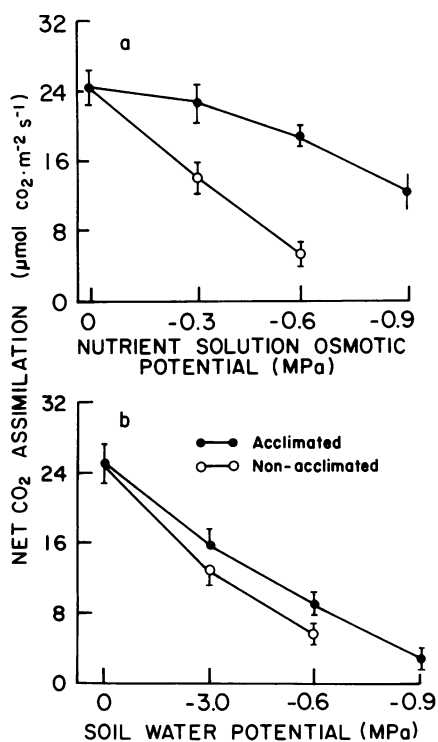 NET CO₂ ASSIMILATION (µmol CO₂·m⁻² s⁻¹)
a
32
24
16
8
0
0 -0.3 -0.6 -0.9
NUTRIENT SOLUTION OSMOTIC
POTENTIAL (MPa)
b
32
24
16
8
0
Acclimated
Non-acclimated
0 -3.0 -0.6 -0.9
SOIL WATER POTENTIAL (MPa)